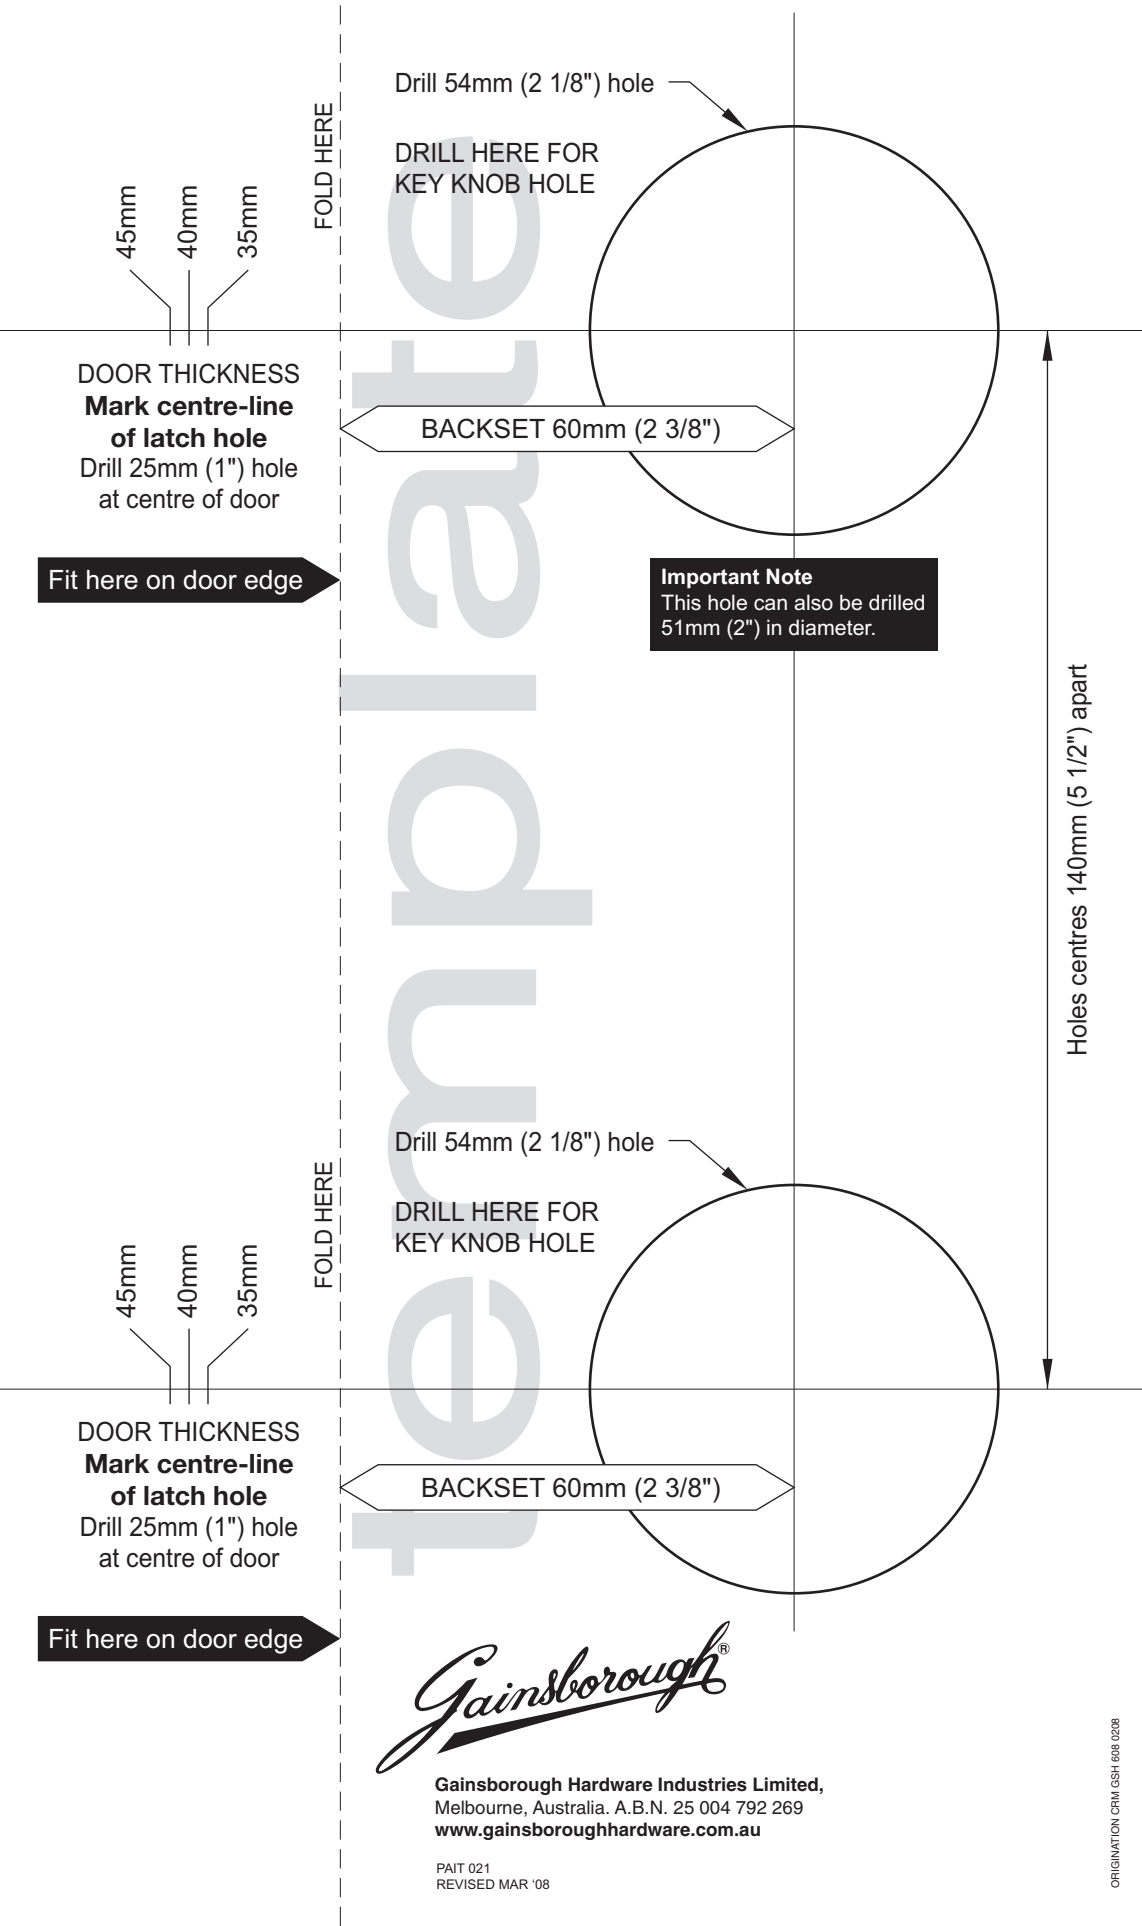 Drill 54mm (2 1/8") hole
DRILL HERE FOR
KEY KNOB HOLE
FOLD HERE
45mm
40mm
35mm
DOOR THICKNESS
Mark centre-line
of latch hole
Drill 25mm (1") hole
at centre of door
BACKSET 60mm (2 3/8")
Fit here on door edge
Important Note
This hole can also be drilled
51mm (2") in diameter.
Holes centres 140mm (5 1/2") apart
template
Drill 54mm (2 1/8") hole
DRILL HERE FOR
KEY KNOB HOLE
FOLD HERE
45mm
40mm
35mm
DOOR THICKNESS
Mark centre-line
of latch hole
Drill 25mm (1") hole
at centre of door
BACKSET 60mm (2 3/8")
Fit here on door edge
Gainsborough®
Gainsborough Hardware Industries Limited,
Melbourne, Australia. A.B.N. 25 004 792 269
www.gainsboroughhardware.com.au
PAIT 021
REVISED MAR ‘08
ORIGINATION CRM GSH 608 0208